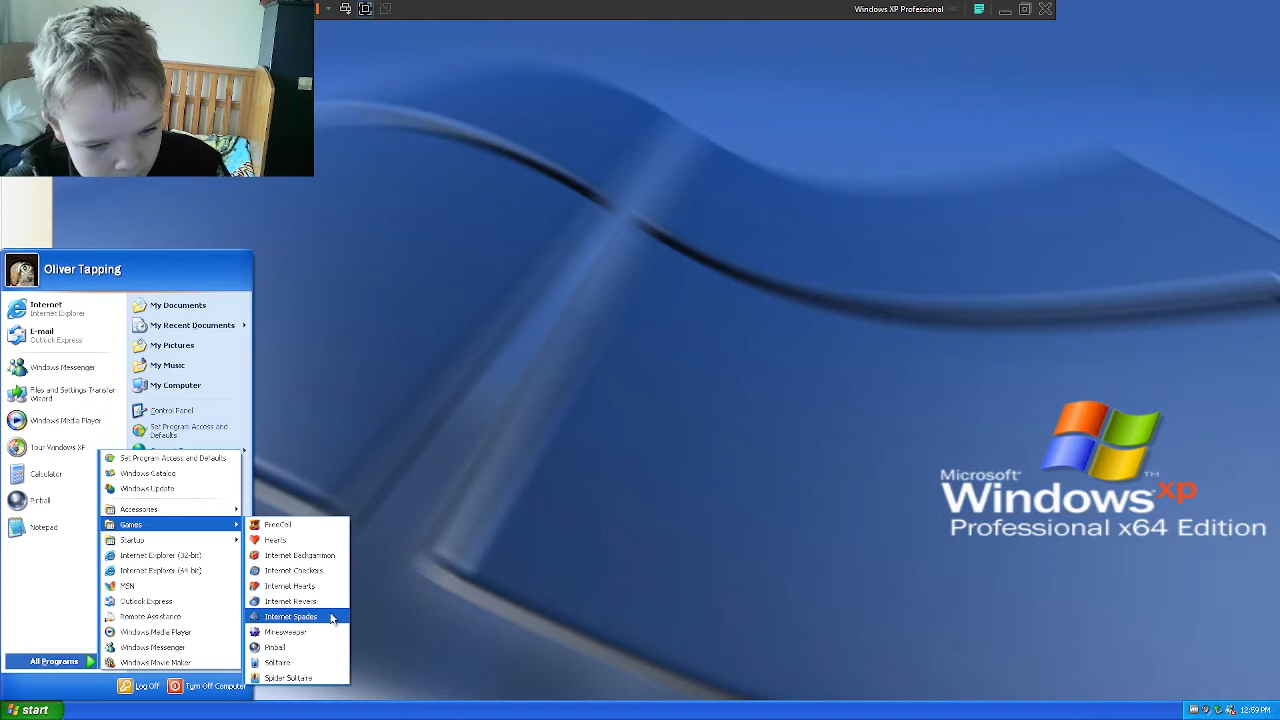 Windows XP Professional
Oliver Tapping
Internet
Internet Explorer
E-mail
Outlook Express
Windows Messenger
Files and Settings Transfer
Wizard
Windows Media Player
Tour Windows XP
Calculator
Pinball
Notepad
My Documents
My Recent Documents
My Pictures
My Music
My Computer
Control Panel
Set Program Access and
Defaults
Set Program Access and Defaults
Windows Catalog
Windows Update
Accessories
Games
Startup
Internet Explorer (32-bit)
Internet Explorer (64-bit)
MSN
Outlook Express
Remote Assistance
Windows Media Player
Windows Messenger
Windows Movie Maker
FreeCell
Hearts
Internet Backgammon
Internet Checkers
Internet Hearts
Internet Reversi
Internet Spades
Minesweeper
Pinball
Solitaire
Spider Solitaire
All Programs
Log Off
Turn Off Computer
Microsoft
Windows xp
TM
Professional x64 Edition
start
12:59 PM